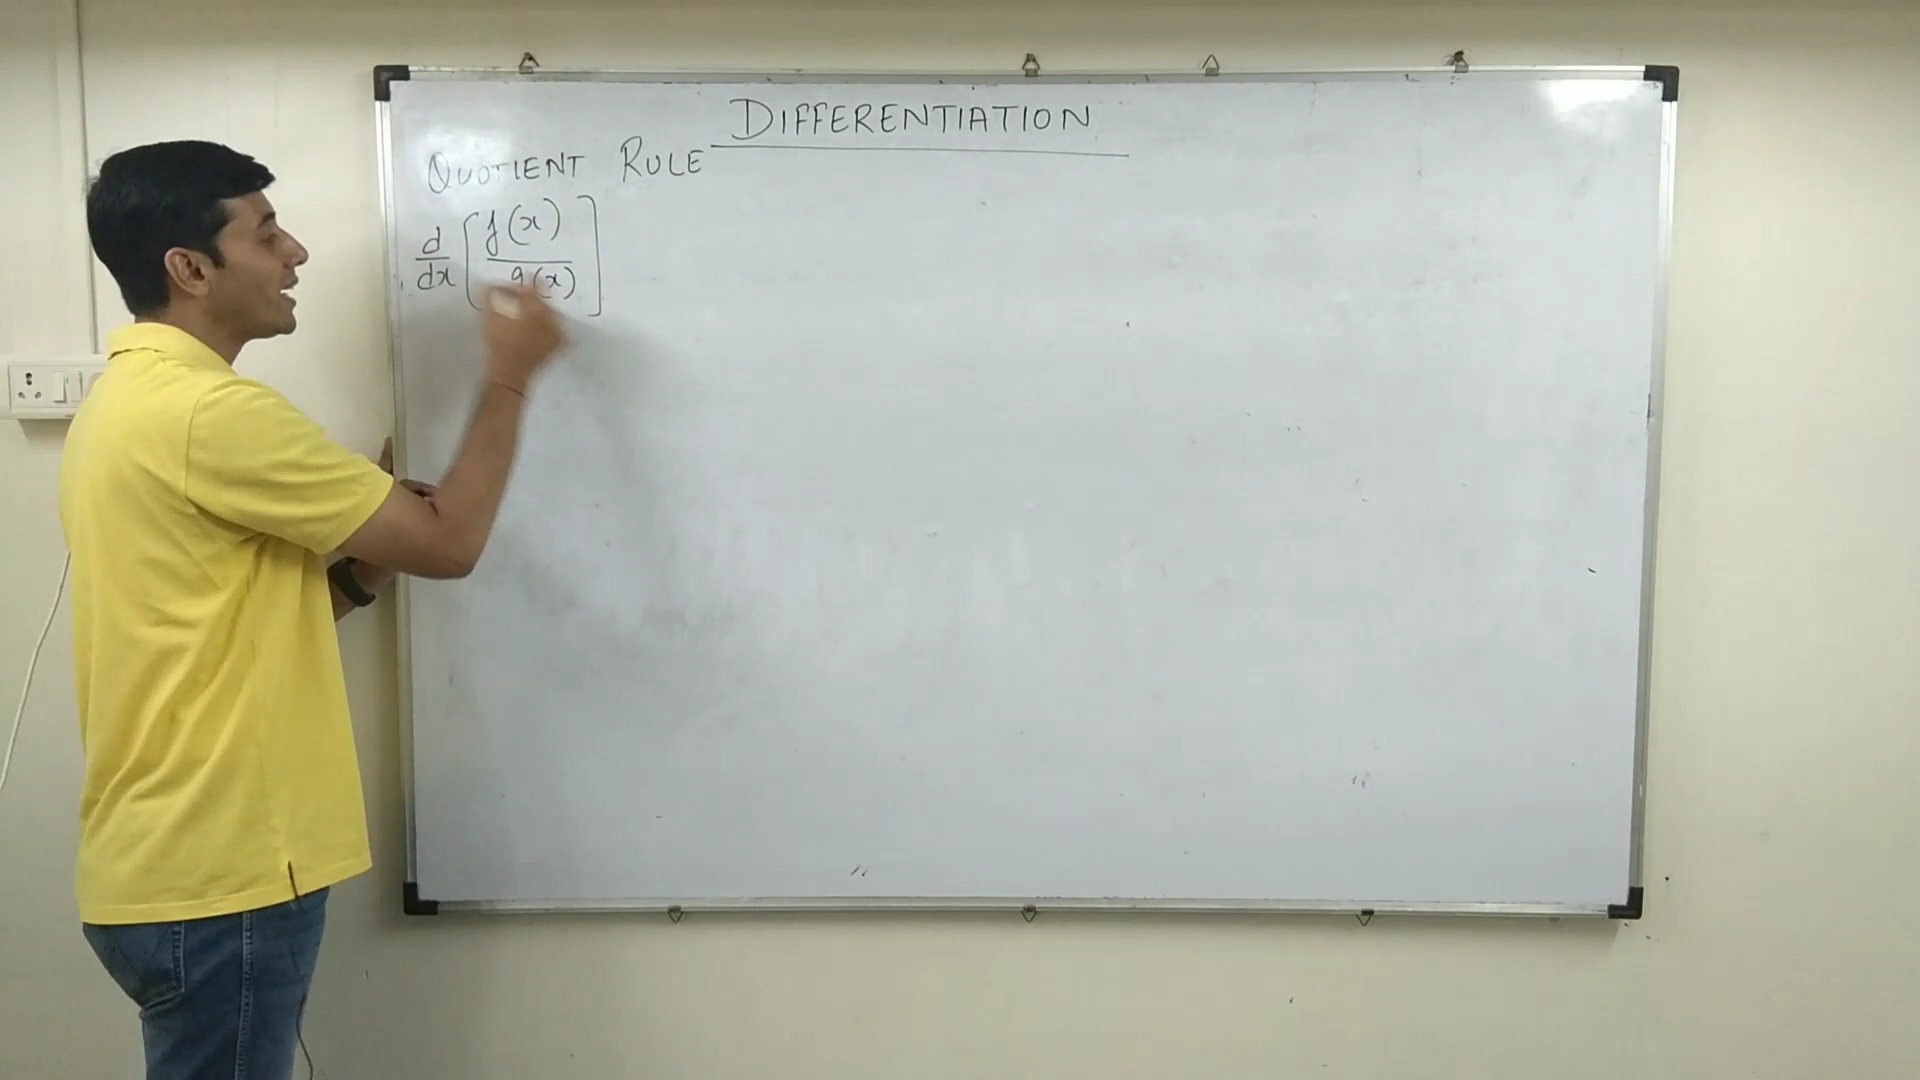 DIFFERENTIATION
QUOTIENT RULE
d/dx [f(x)/g(x)]